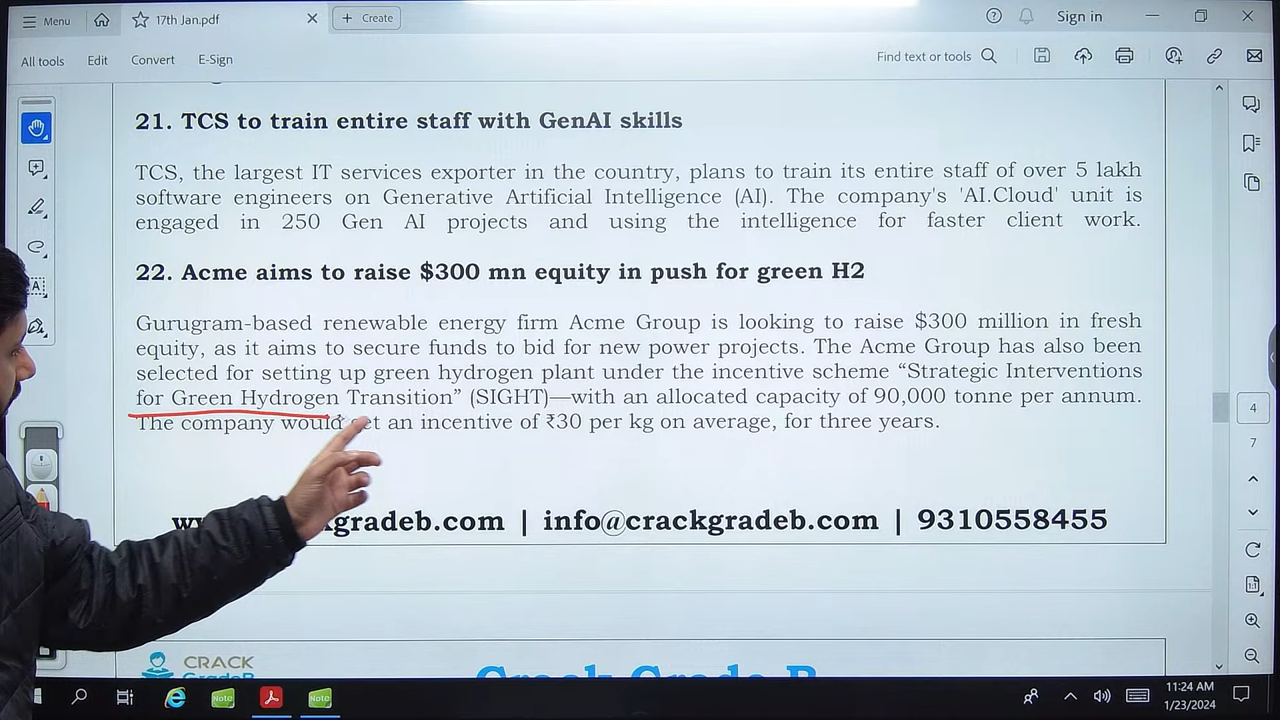 Menu
17th Jan.pdf
Create
Sign in
All tools
Edit
Convert
E-Sign
Find text or tools
21. TCS to train entire staff with GenAI skills
TCS, the largest IT services exporter in the country, plans to train its entire staff of over 5 lakh
software engineers on Generative Artificial Intelligence (AI). The company's 'AI.Cloud' unit is
engaged in 250 Gen AI projects and using the intelligence for faster client work.
22. Acme aims to raise $300 mn equity in push for green H2
Gurugram-based renewable energy firm Acme Group is looking to raise $300 million in fresh
equity, as it aims to secure funds to bid for new power projects. The Acme Group has also been
selected for setting up green hydrogen plant under the incentive scheme “Strategic Interventions
for Green Hydrogen Transition” (SIGHT)—with an allocated capacity of 90,000 tonne per annum.
The company would get an incentive of ₹30 per kg on average, for three years.
4
7
kgradeb.com | info@crackgradeb.com | 9310558455
CRACK
GradeB
Crack Grade B
Note
Note
11:24 AM
1/23/2024